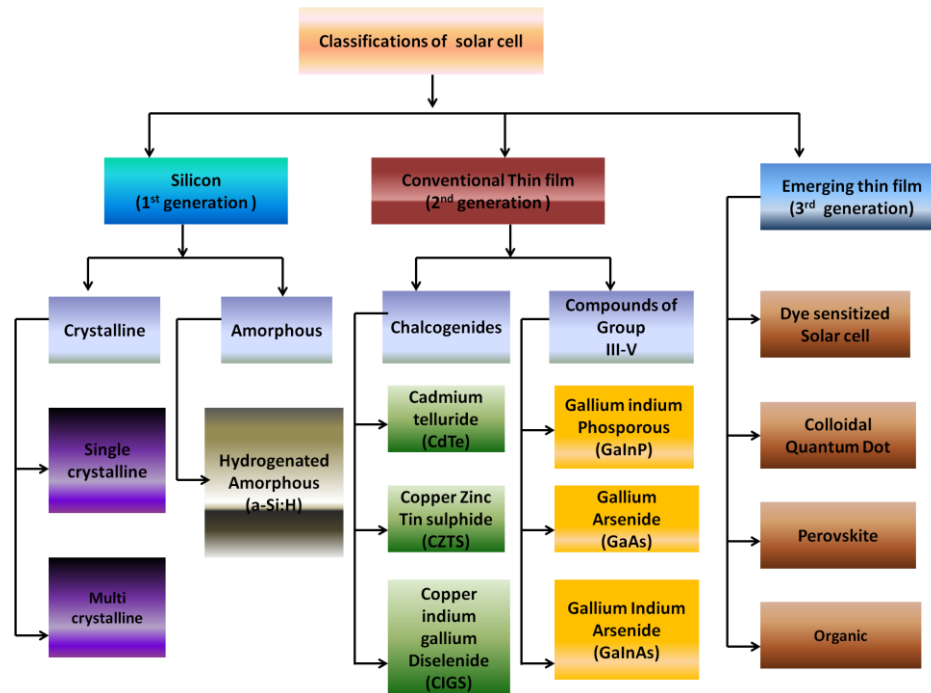 Classifications of solar cell
Silicon
(1st generation )
Conventional Thin film
(2nd generation )
Emerging thin film
(3rd generation)
Crystalline
Amorphous
Chalcogenides
Compounds of
Group
III-V
Dye sensitized
Solar cell
Single
crystalline
Hydrogenated
Amorphous
(a-Si:H)
Cadmium
telluride
(CdTe)
Gallium indium
Phosporous
(GaInP)
Colloidal
Quantum Dot
Copper Zinc
Tin sulphide
(CZTS)
Gallium
Arsenide
(GaAs)
Perovskite
Multi
crystalline
Copper
indium
gallium
Diselenide
(CIGS)
Gallium Indium
Arsenide
(GaInAs)
Organic